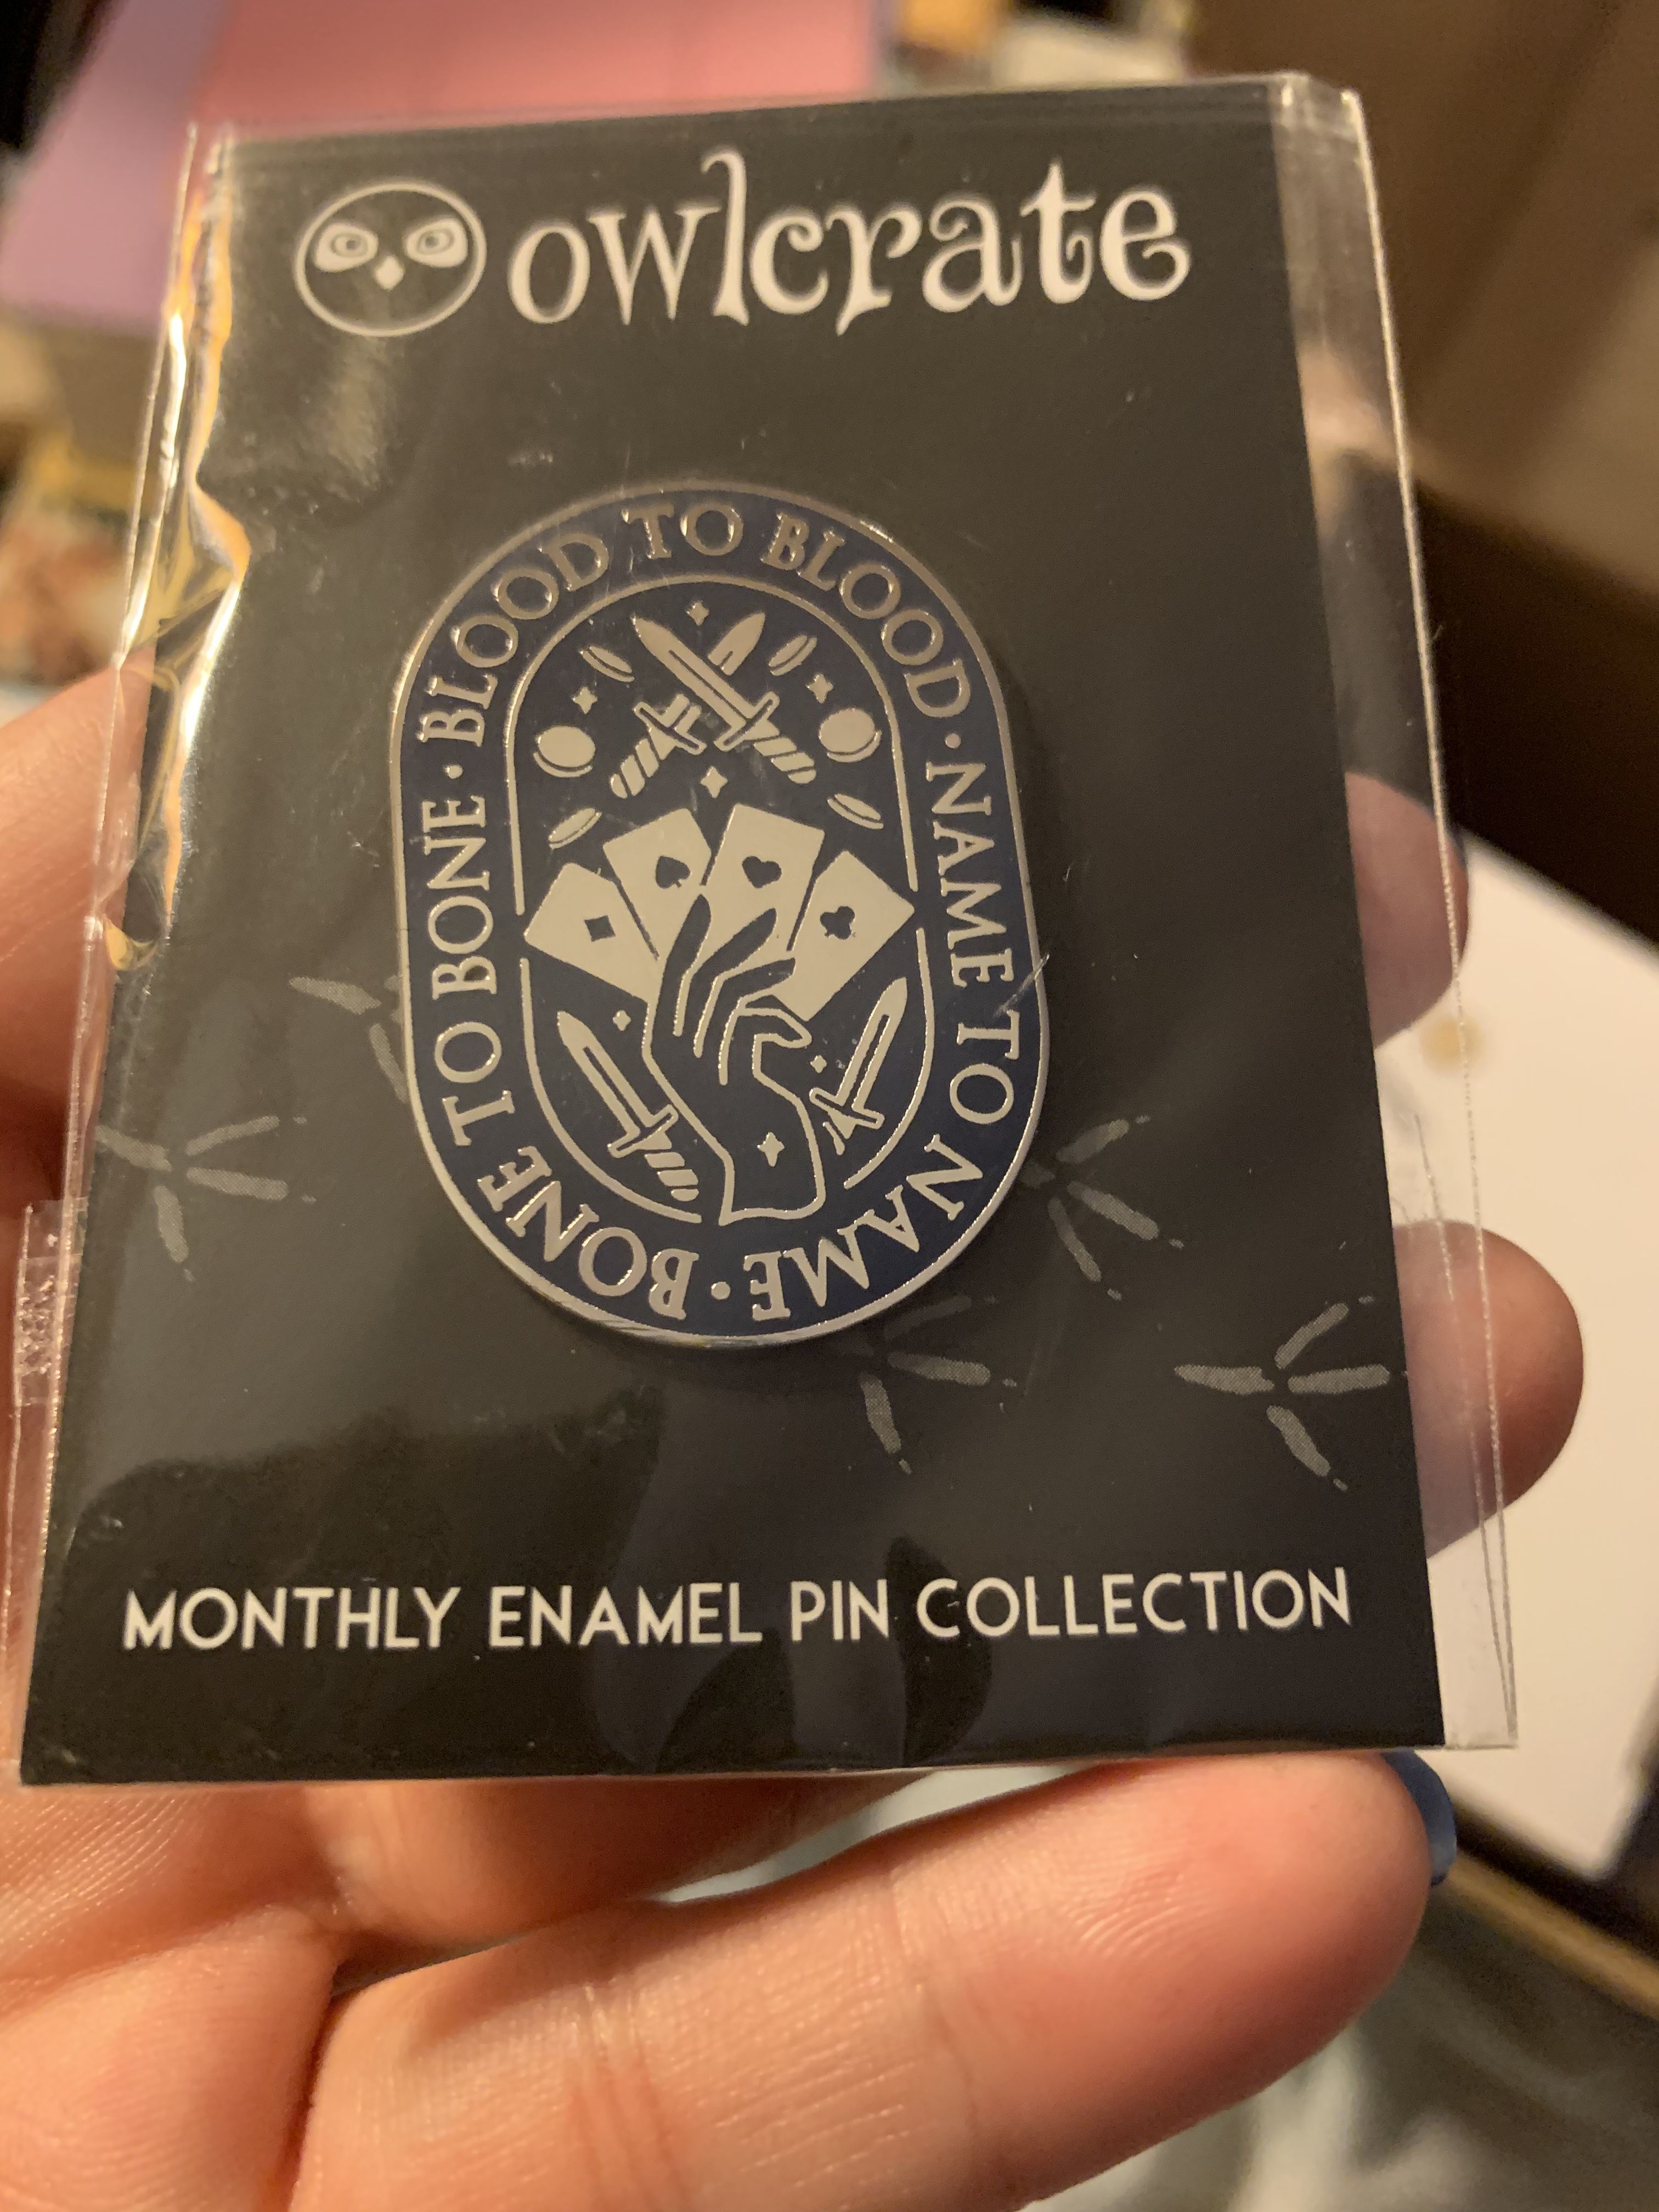 owlcrate
BLOOD TO BLOOD · NAME TO NAME · BONE TO BONE ·
MONTHLY ENAMEL PIN COLLECTION